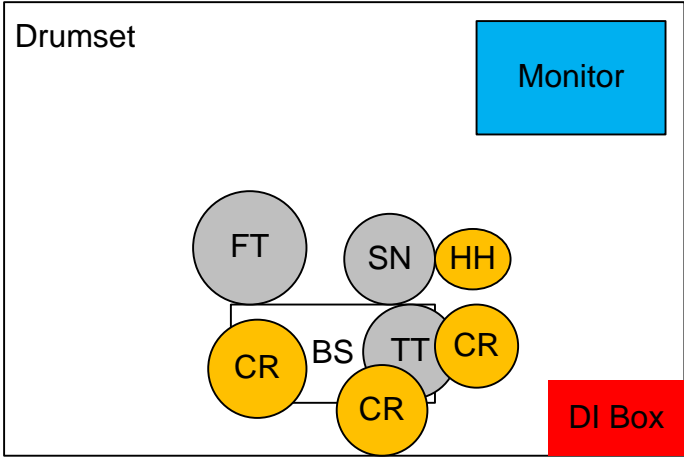 Drumset
Monitor
FT
SN
HH
CR
BS
TT
CR
CR
DI Box